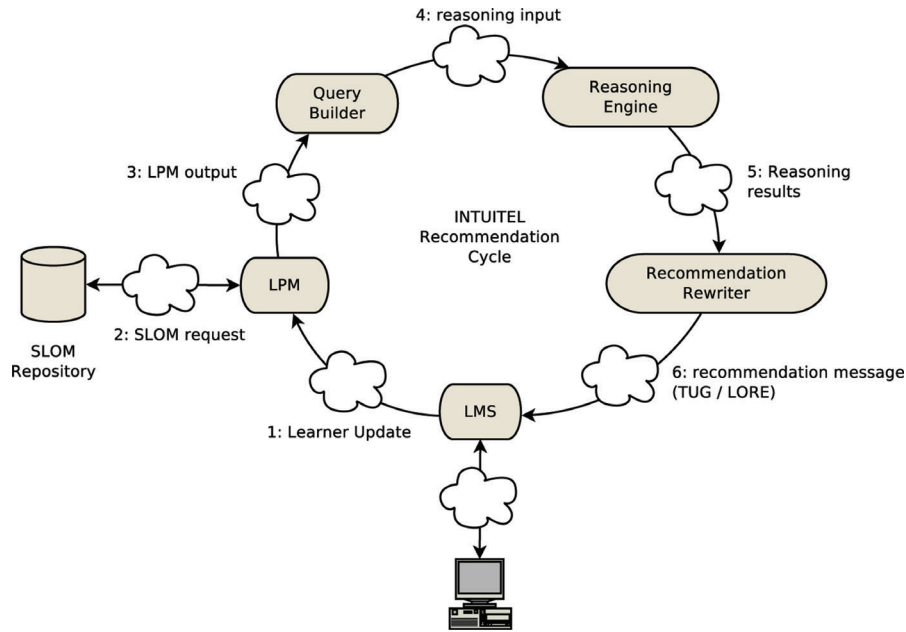 4: reasoning input
Query
Builder
Reasoning
Engine
3: LPM output
5: Reasoning
results
INTUITEL
Recommendation
Cycle
LPM
Recommendation
Rewriter
2: SLOM request
SLOM
Repository
6: recommendation message
(TUG / LORE)
LMS
1: Learner Update